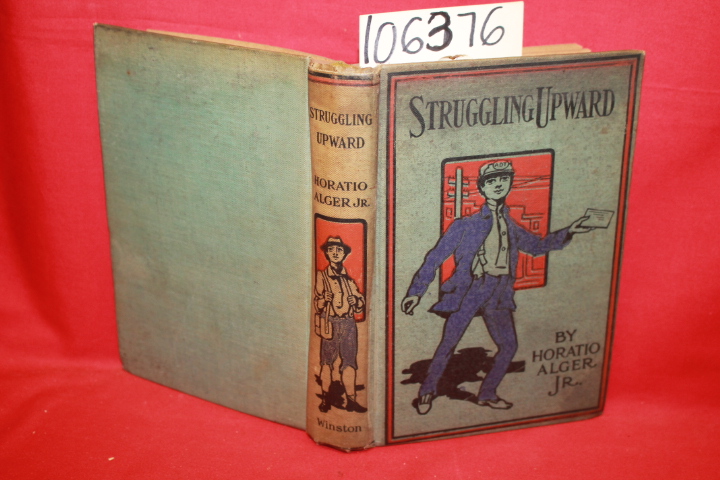 106376
STRUGGLING
UPWARD
HORATIO
ALGER JR.
Winston
STRUGGLING UPWARD
BY
HORATIO
ALGER
JR.